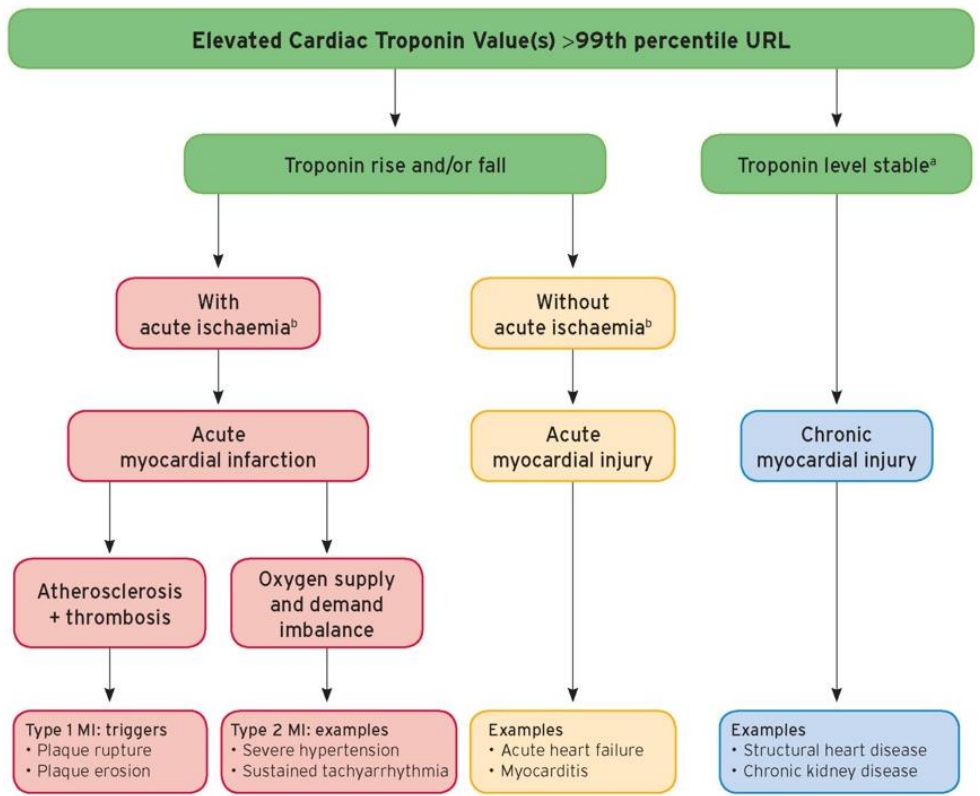 Elevated Cardiac Troponin Value(s) >99th percentile URL
Troponin rise and/or fall
Troponin level stableᵃ
With
acute ischaemiaᵇ
Without
acute ischaemiaᵇ
Acute
myocardial infarction
Acute
myocardial injury
Chronic
myocardial injury
Atherosclerosis
+ thrombosis
Oxygen supply
and demand
imbalance
Type 1 MI: triggers
• Plaque rupture
• Plaque erosion
Type 2 MI: examples
• Severe hypertension
• Sustained tachyarrhythmia
Examples
• Acute heart failure
• Myocarditis
Examples
• Structural heart disease
• Chronic kidney disease